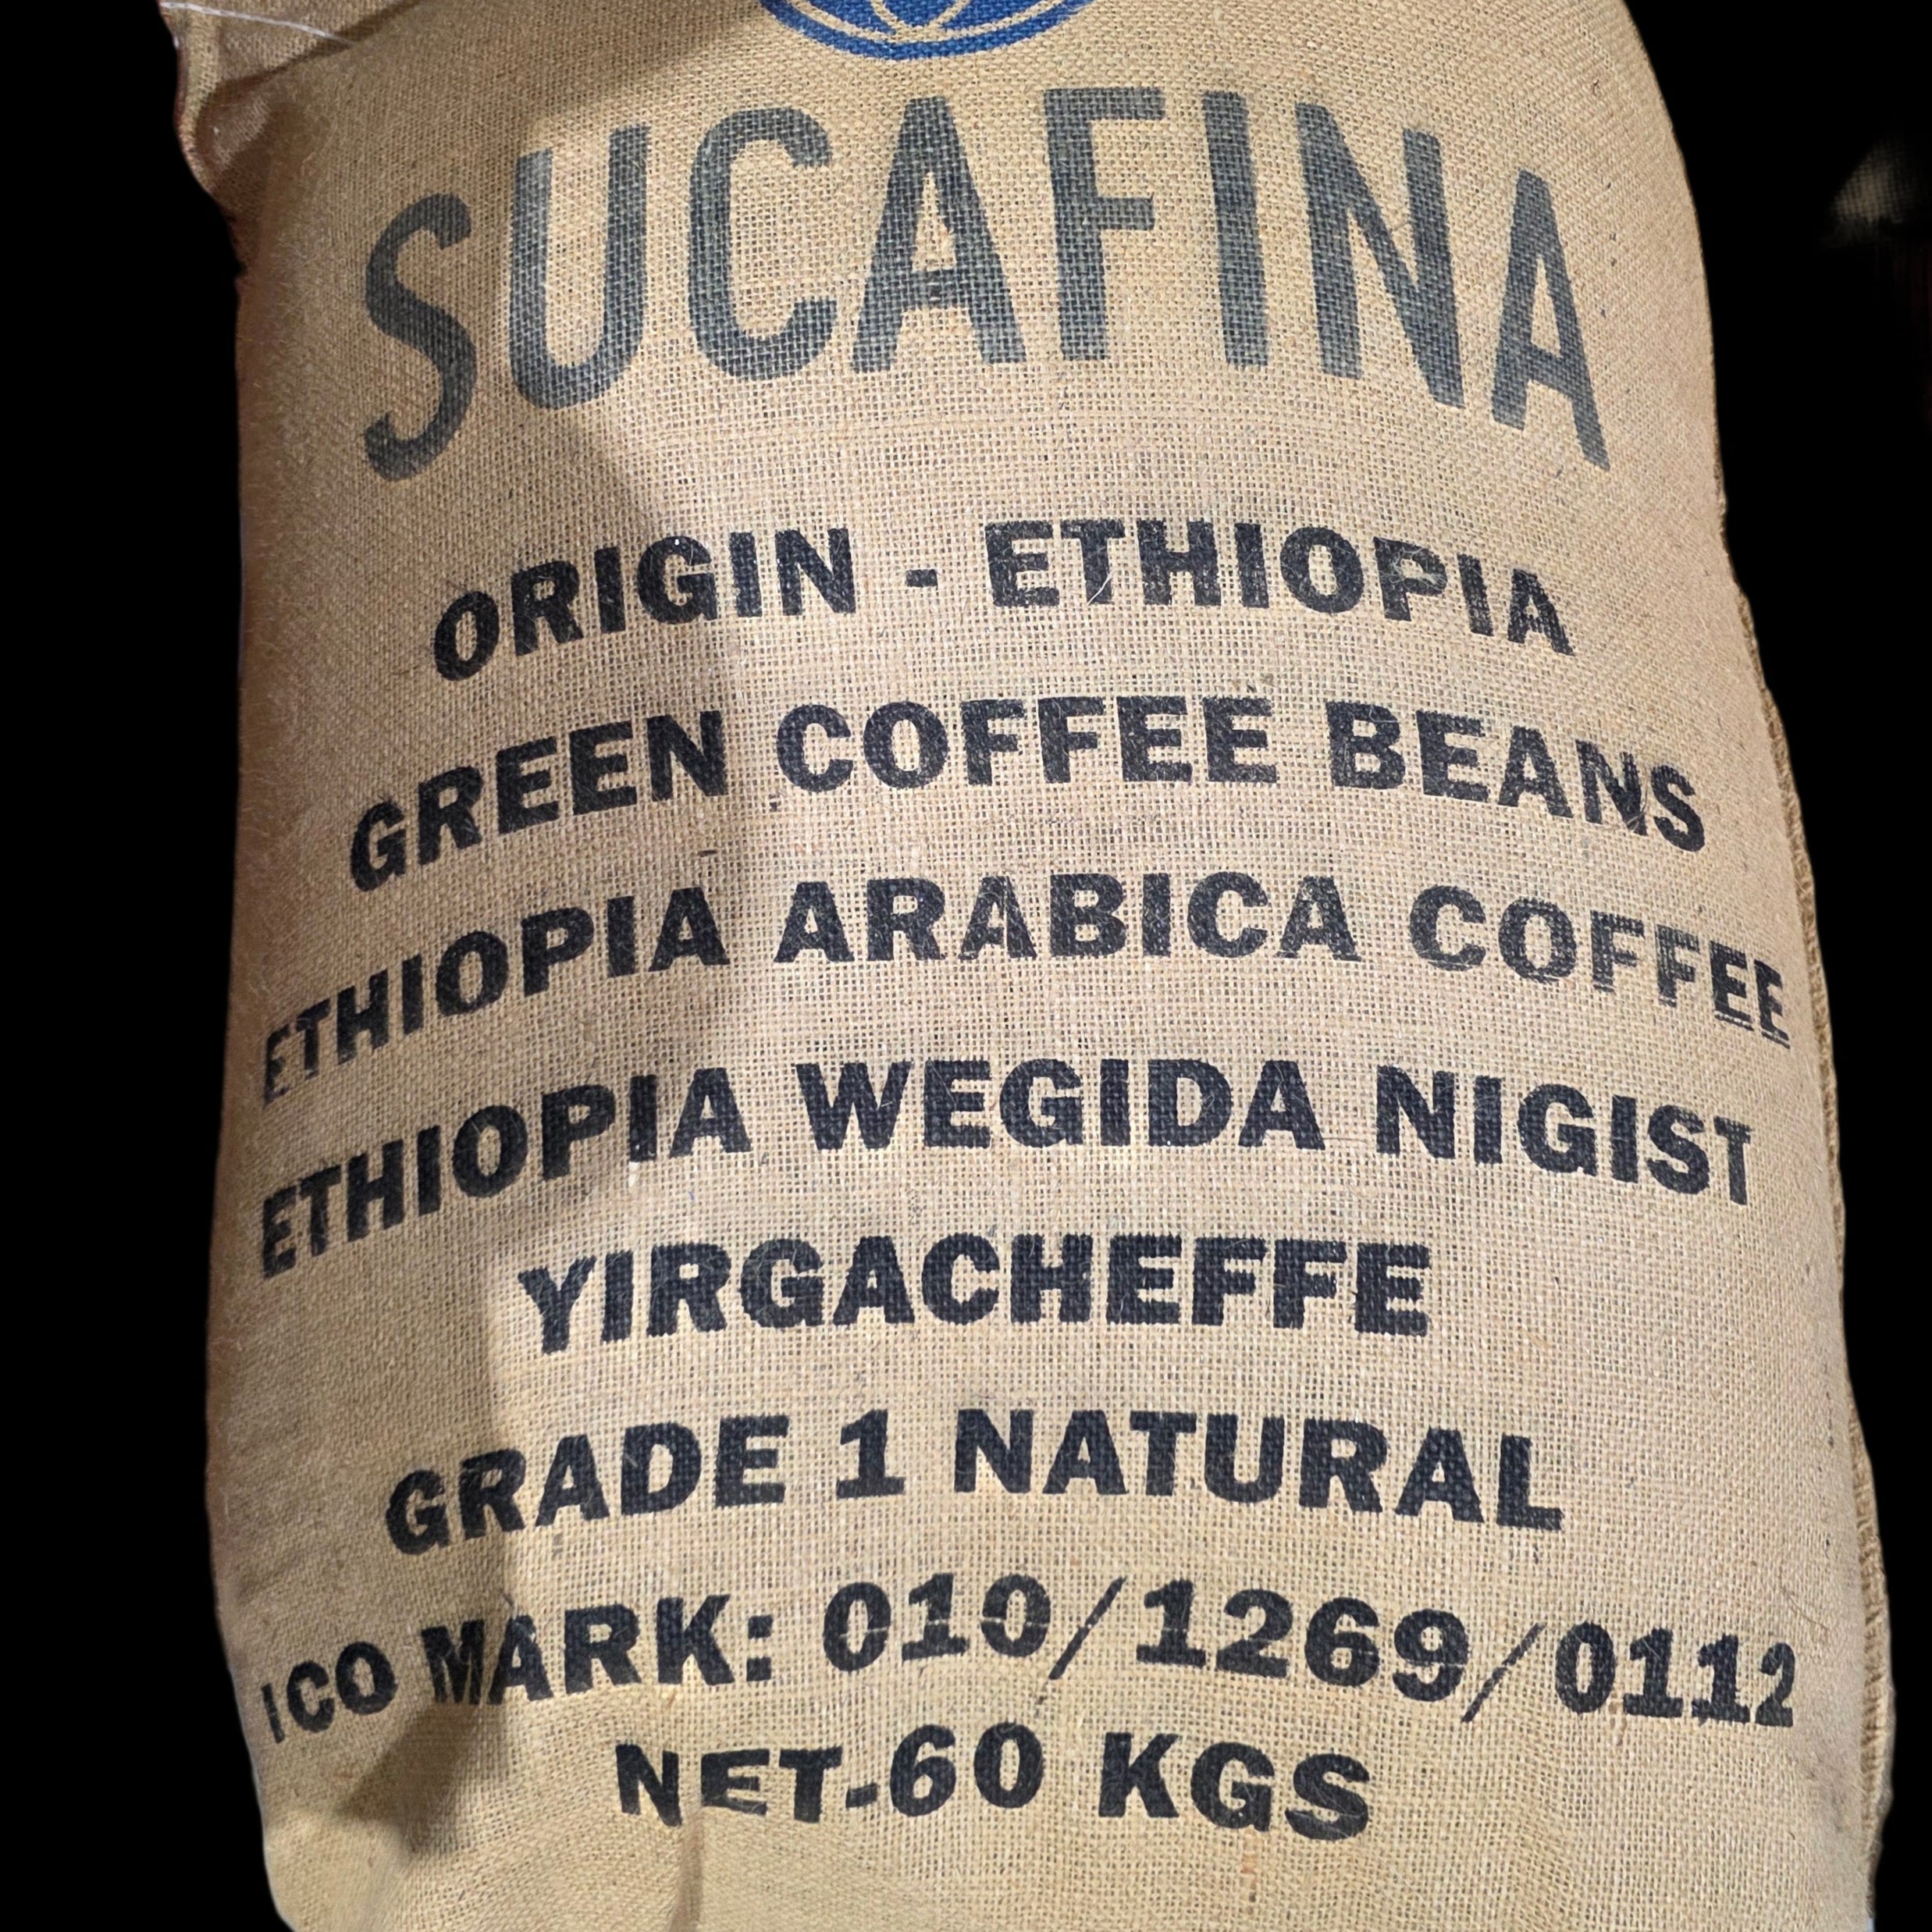 SUCAFINA
ORIGIN - ETHIOPIA
GREEN COFFEE BEANS
ETHIOPIA ARABICA COFFEE
ETHIOPIA WEGIDA NIGIST
YIRGACHEFFE
GRADE 1 NATURAL
ICO MARK: 010/1269/0112
NET-60 KGS